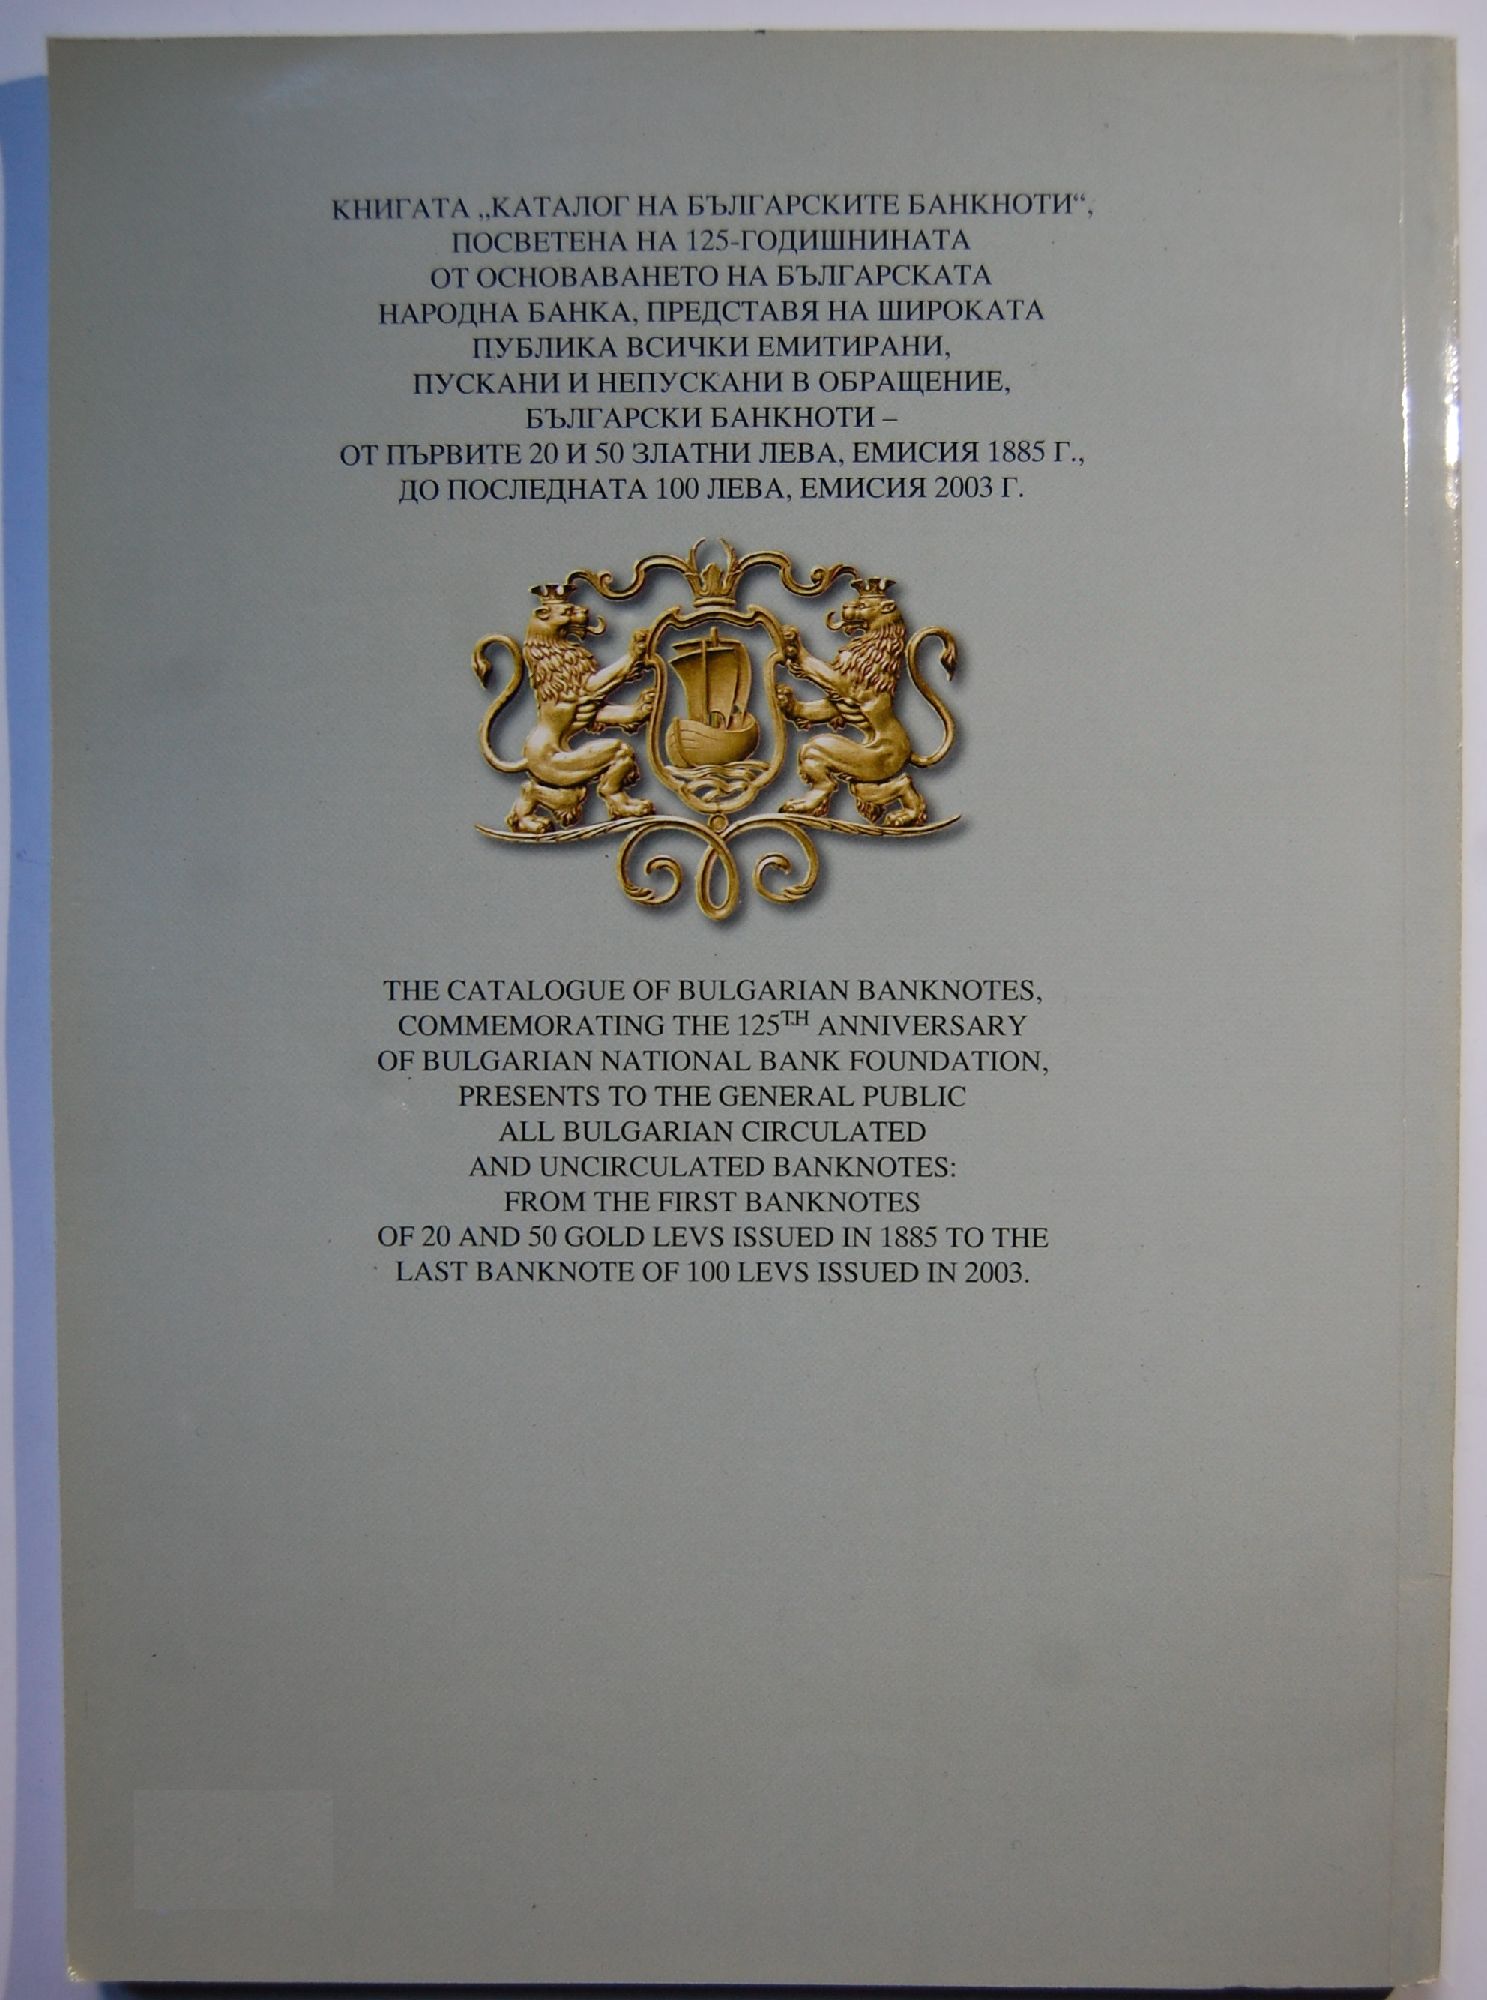 КНИГАТА „КАТАЛОГ НА БЪЛГАРСКИТЕ БАНКНОТИ“,
ПОСВЕТЕНА НА 125-ГОДИШНИНАТА
ОТ ОСНОВАВАНЕТО НА БЪЛГАРСКАТА
НАРОДНА БАНКА, ПРЕДСТАВЯ НА ШИРОКАТА
ПУБЛИКА ВСИЧКИ ЕМИТИРАНИ,
ПУСКАНИ И НЕПУСКАНИ В ОБРАЩЕНИЕ,
БЪЛГАРСКИ БАНКНОТИ –
ОТ ПЪРВИТЕ 20 И 50 ЗЛАТНИ ЛЕВА, ЕМИСИЯ 1885 Г.,
ДО ПОСЛЕДНАТА 100 ЛЕВА, ЕМИСИЯ 2003 Г.
THE CATALOGUE OF BULGARIAN BANKNOTES,
COMMEMORATING THE 125TH ANNIVERSARY
OF BULGARIAN NATIONAL BANK FOUNDATION,
PRESENTS TO THE GENERAL PUBLIC
ALL BULGARIAN CIRCULATED
AND UNCIRCULATED BANKNOTES:
FROM THE FIRST BANKNOTES
OF 20 AND 50 GOLD LEVS ISSUED IN 1885 TO THE
LAST BANKNOTE OF 100 LEVS ISSUED IN 2003.